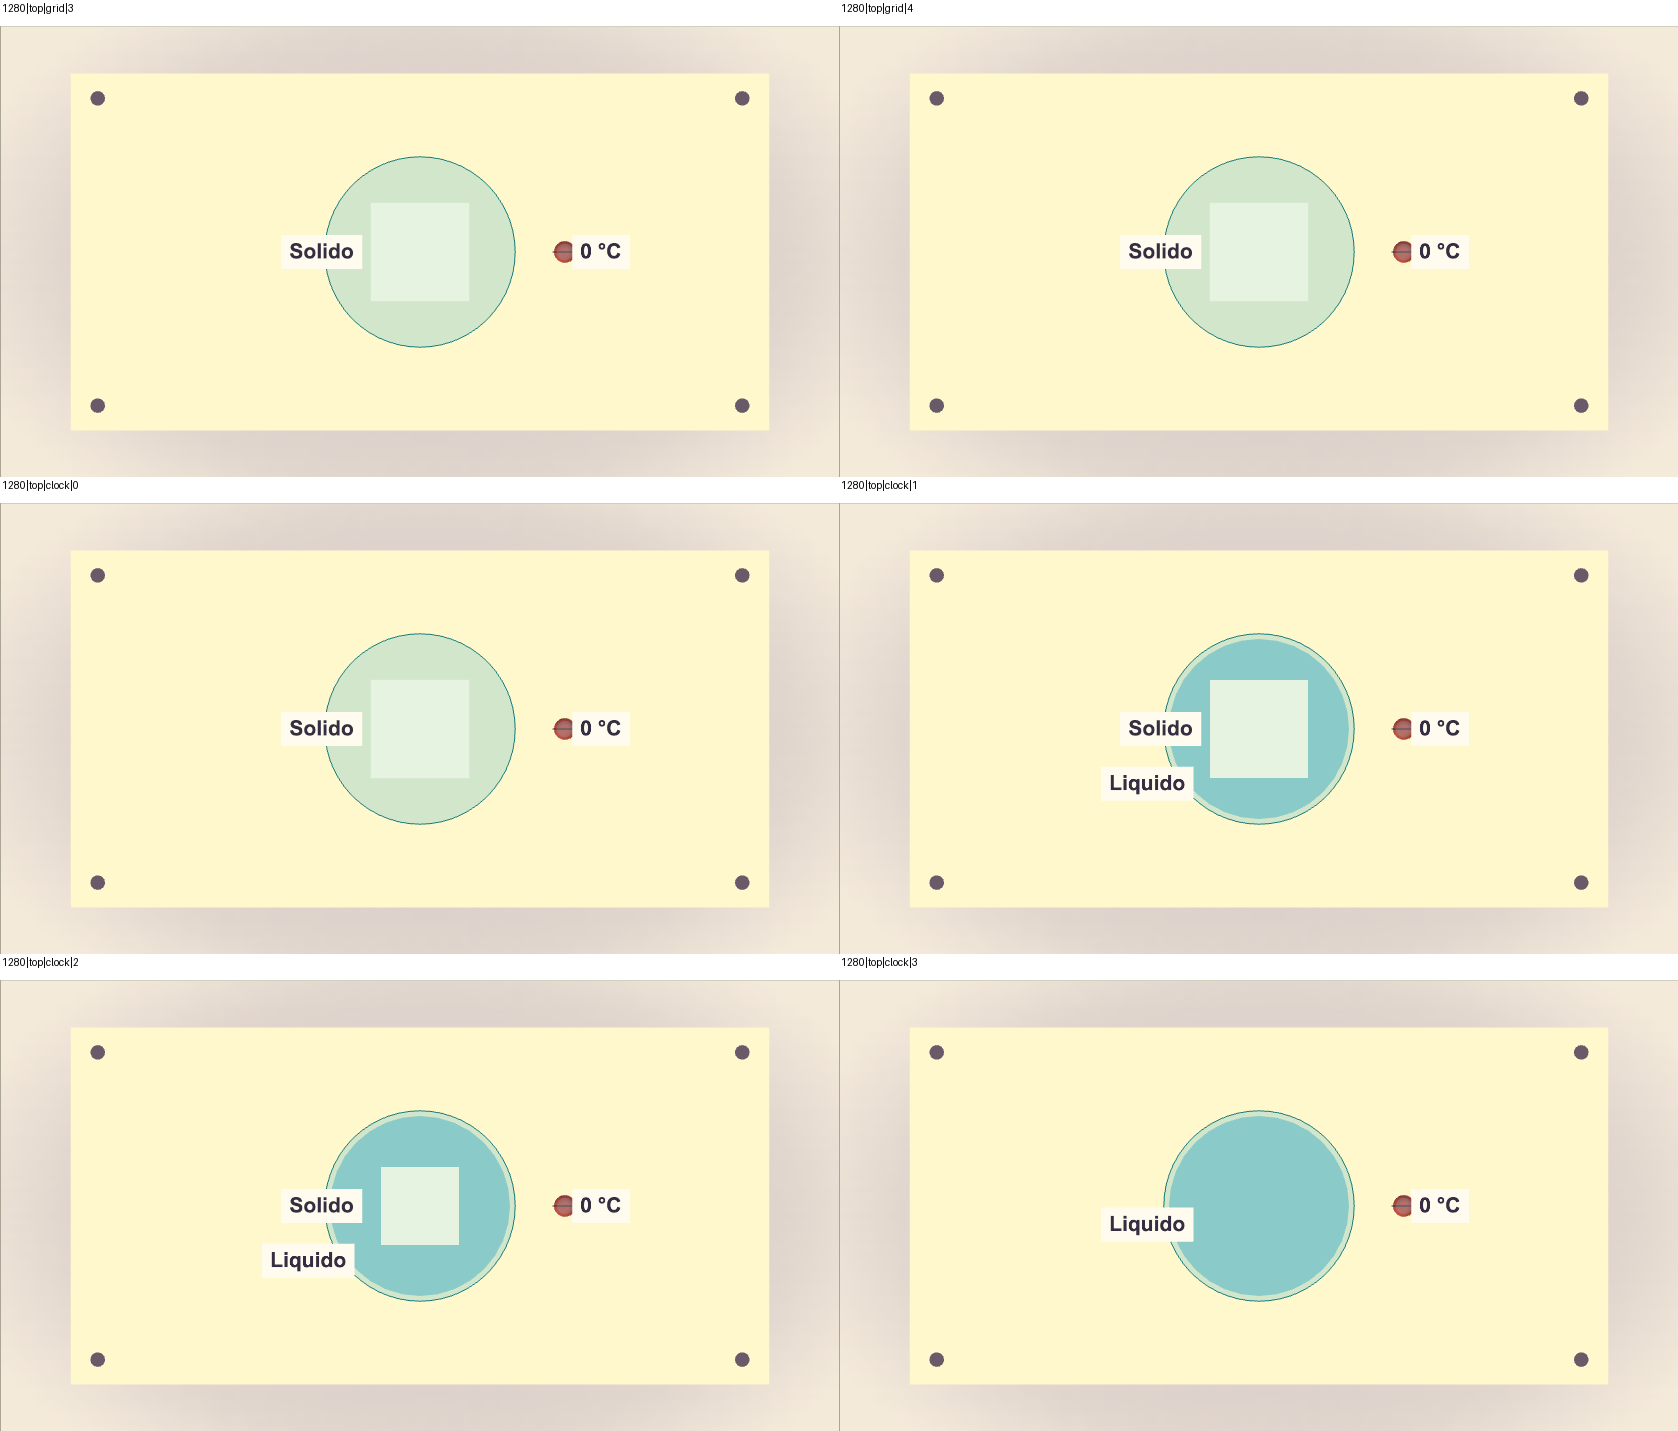 1280|top|grid|3
1280|top|grid|4
Solido
0 °C
Solido
0 °C
1280|top|clock|0
1280|top|clock|1
Solido
0 °C
Solido
0 °C
Liquido
1280|top|clock|2
1280|top|clock|3
Solido
0 °C
Liquido
0 °C
Liquido